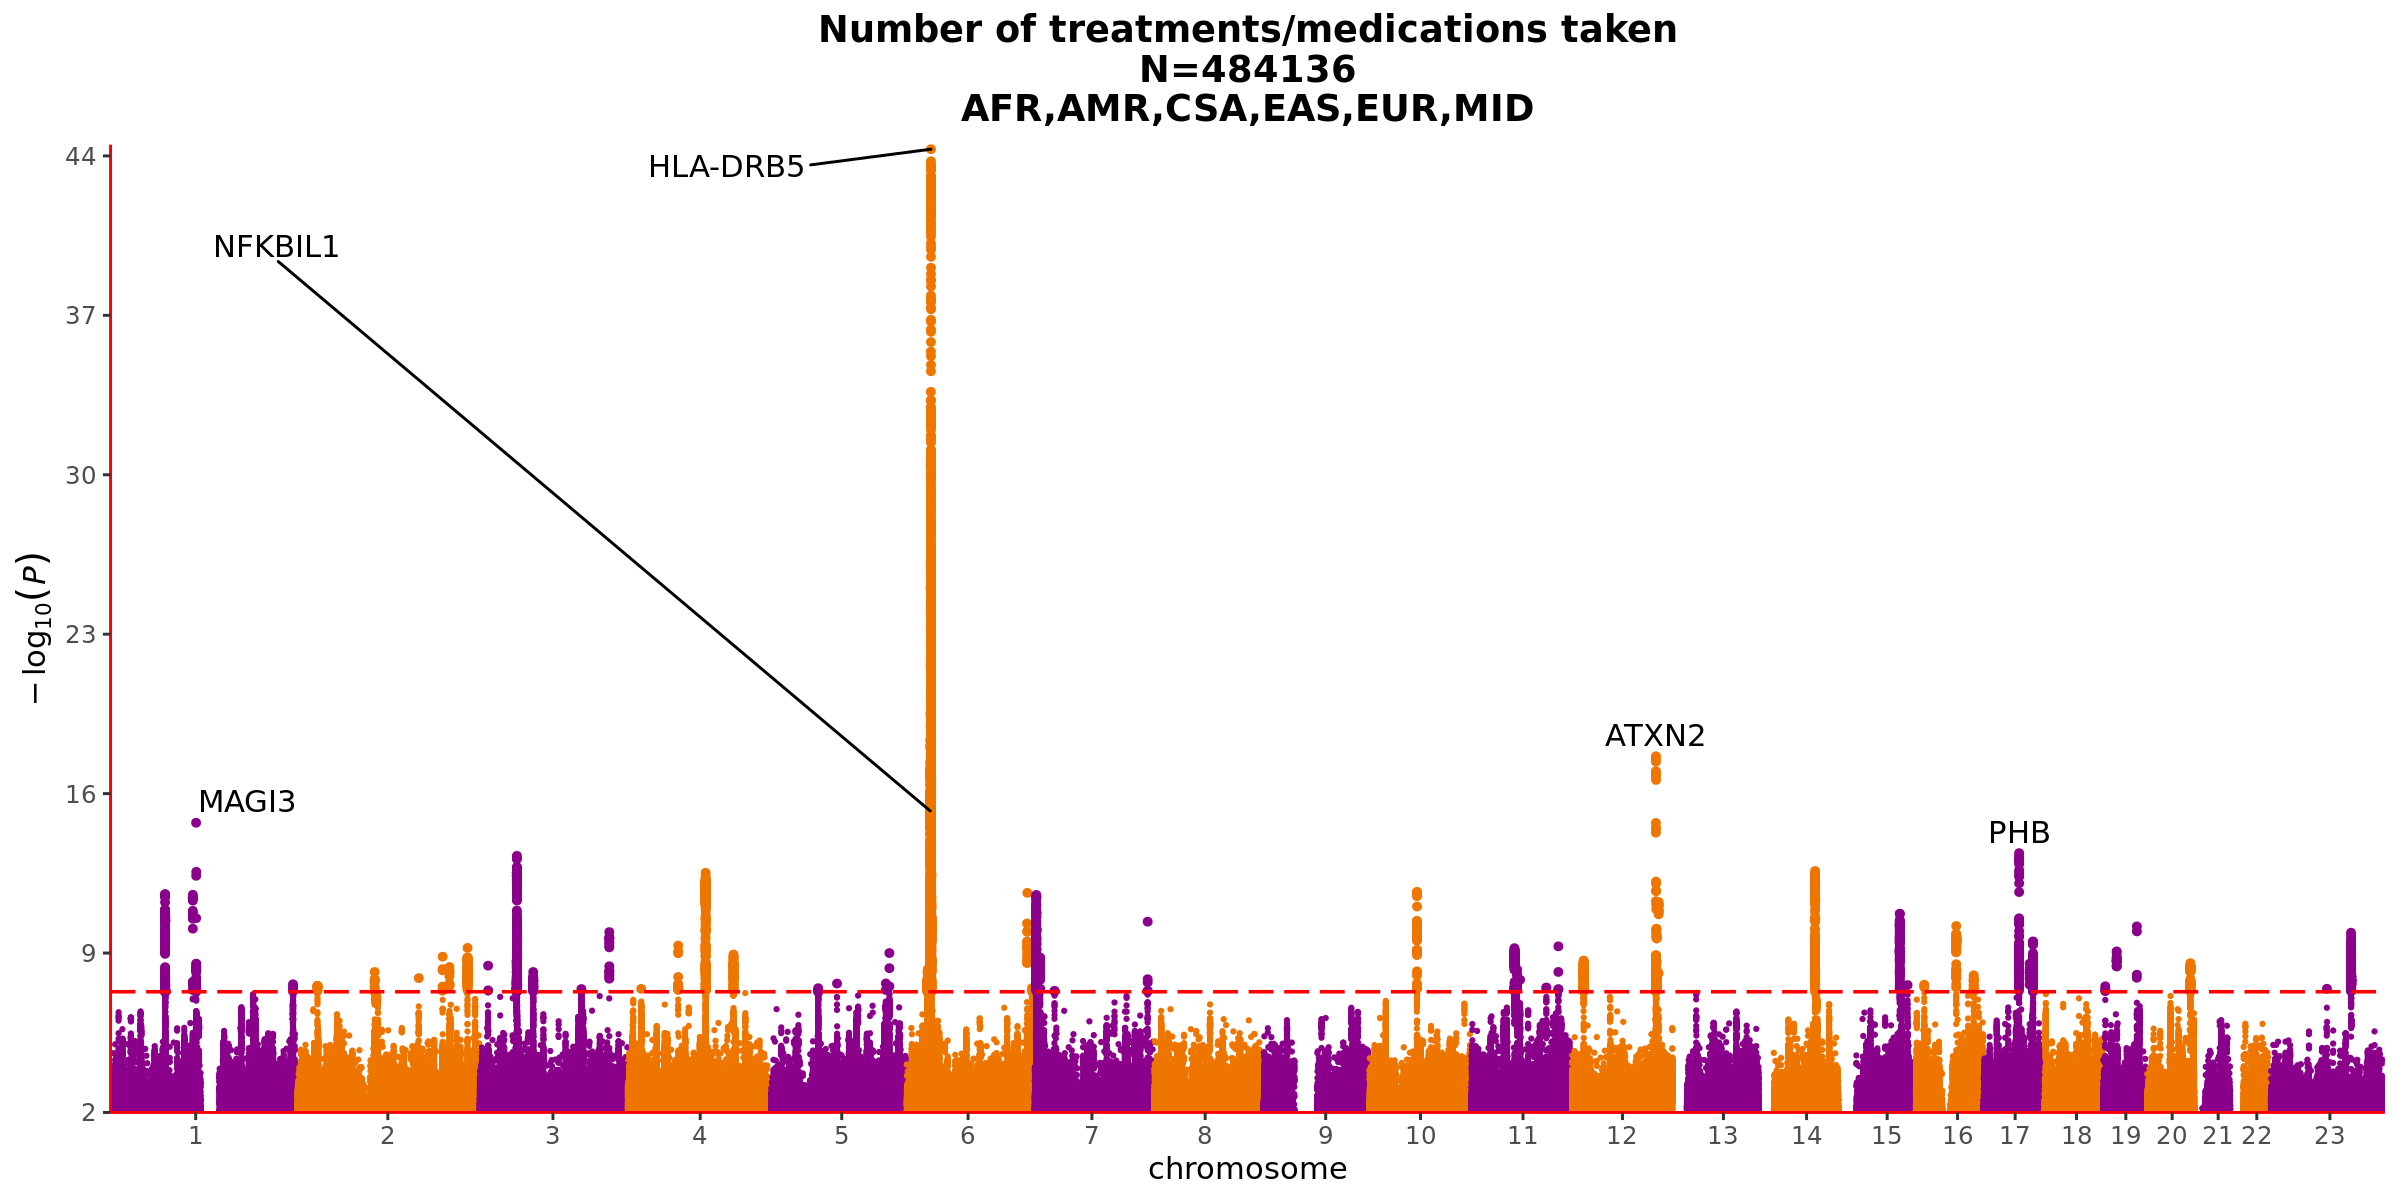 Number of treatments/medications taken
N=484136
AFR,AMR,CSA,EAS,EUR,MID
44
HLA-DRB5
NFKBIL1
37
30
23
−log10(P)
ATXN2
16
MAGI3
PHB
9
2
1 2 3 4 5 6 7 8 9 10 11 12 13 14 15 16 17 18 19 20 21 22 23
chromosome